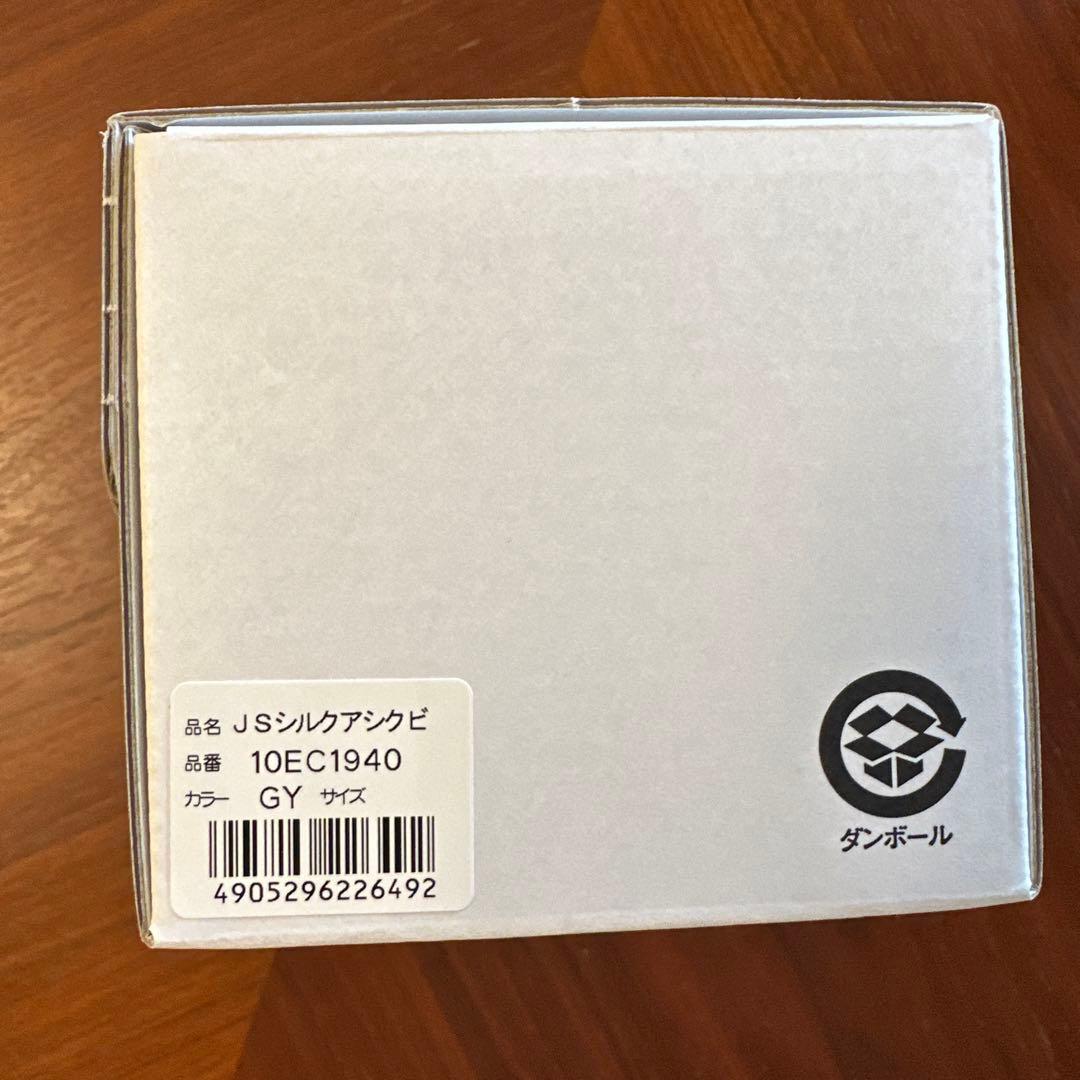 品名 JSシルクアシクビ
品番 10EC1940
カラー GY サイズ
4905296226492
ダンボール